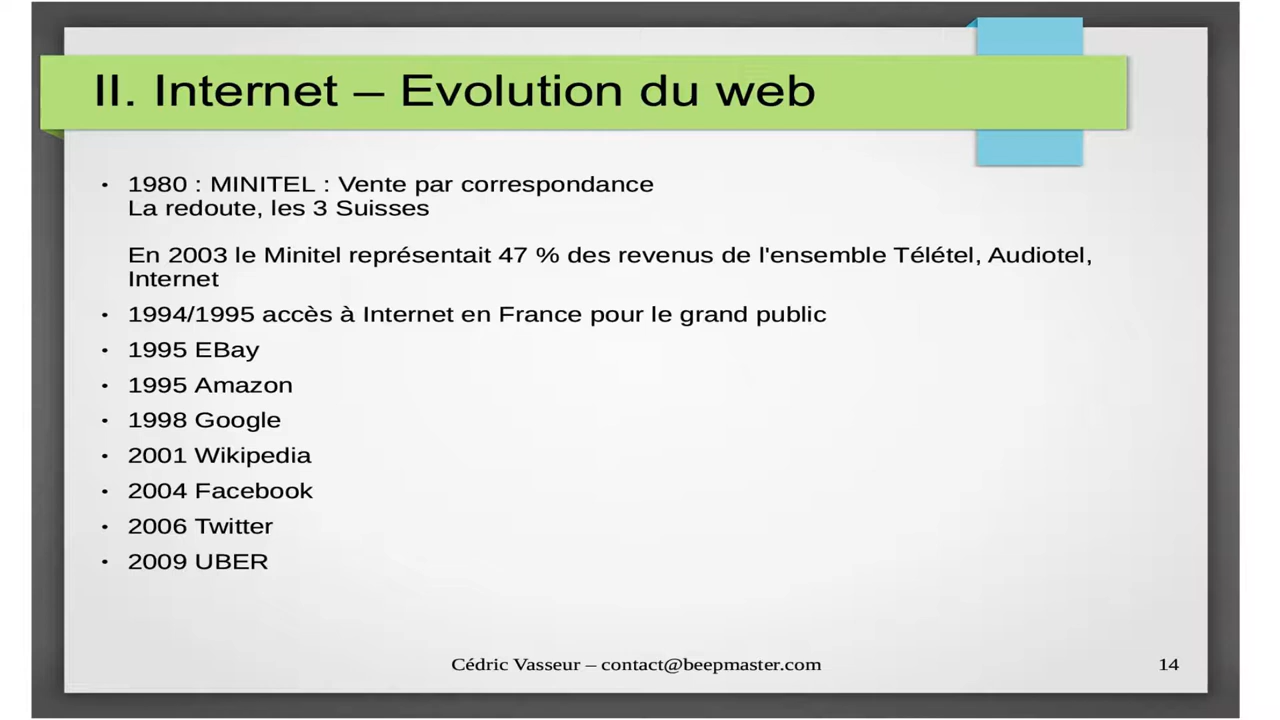 II. Internet – Evolution du web
• 1980 : MINITEL : Vente par correspondance
La redoute, les 3 Suisses
En 2003 le Minitel représentait 47 % des revenus de l'ensemble Télétel, Audiotel,
Internet
• 1994/1995 accès à Internet en France pour le grand public
• 1995 EBay
• 1995 Amazon
• 1998 Google
• 2001 Wikipedia
• 2004 Facebook
• 2006 Twitter
• 2009 UBER
Cédric Vasseur – contact@beepmaster.com
14